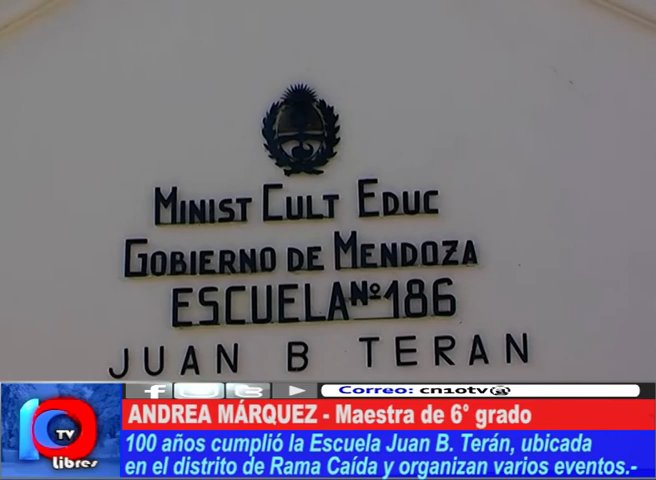 MINIST CULT EDUC
GOBIERNO DE MENDOZA
ESCUELA Nº 186
JUAN B TERAN
Correo: cn10tv@
TV
libres
ANDREA MÁRQUEZ - Maestra de 6° grado
100 años cumplió la Escuela Juan B. Terán, ubicada
en el distrito de Rama Caída y organizan varios eventos.-